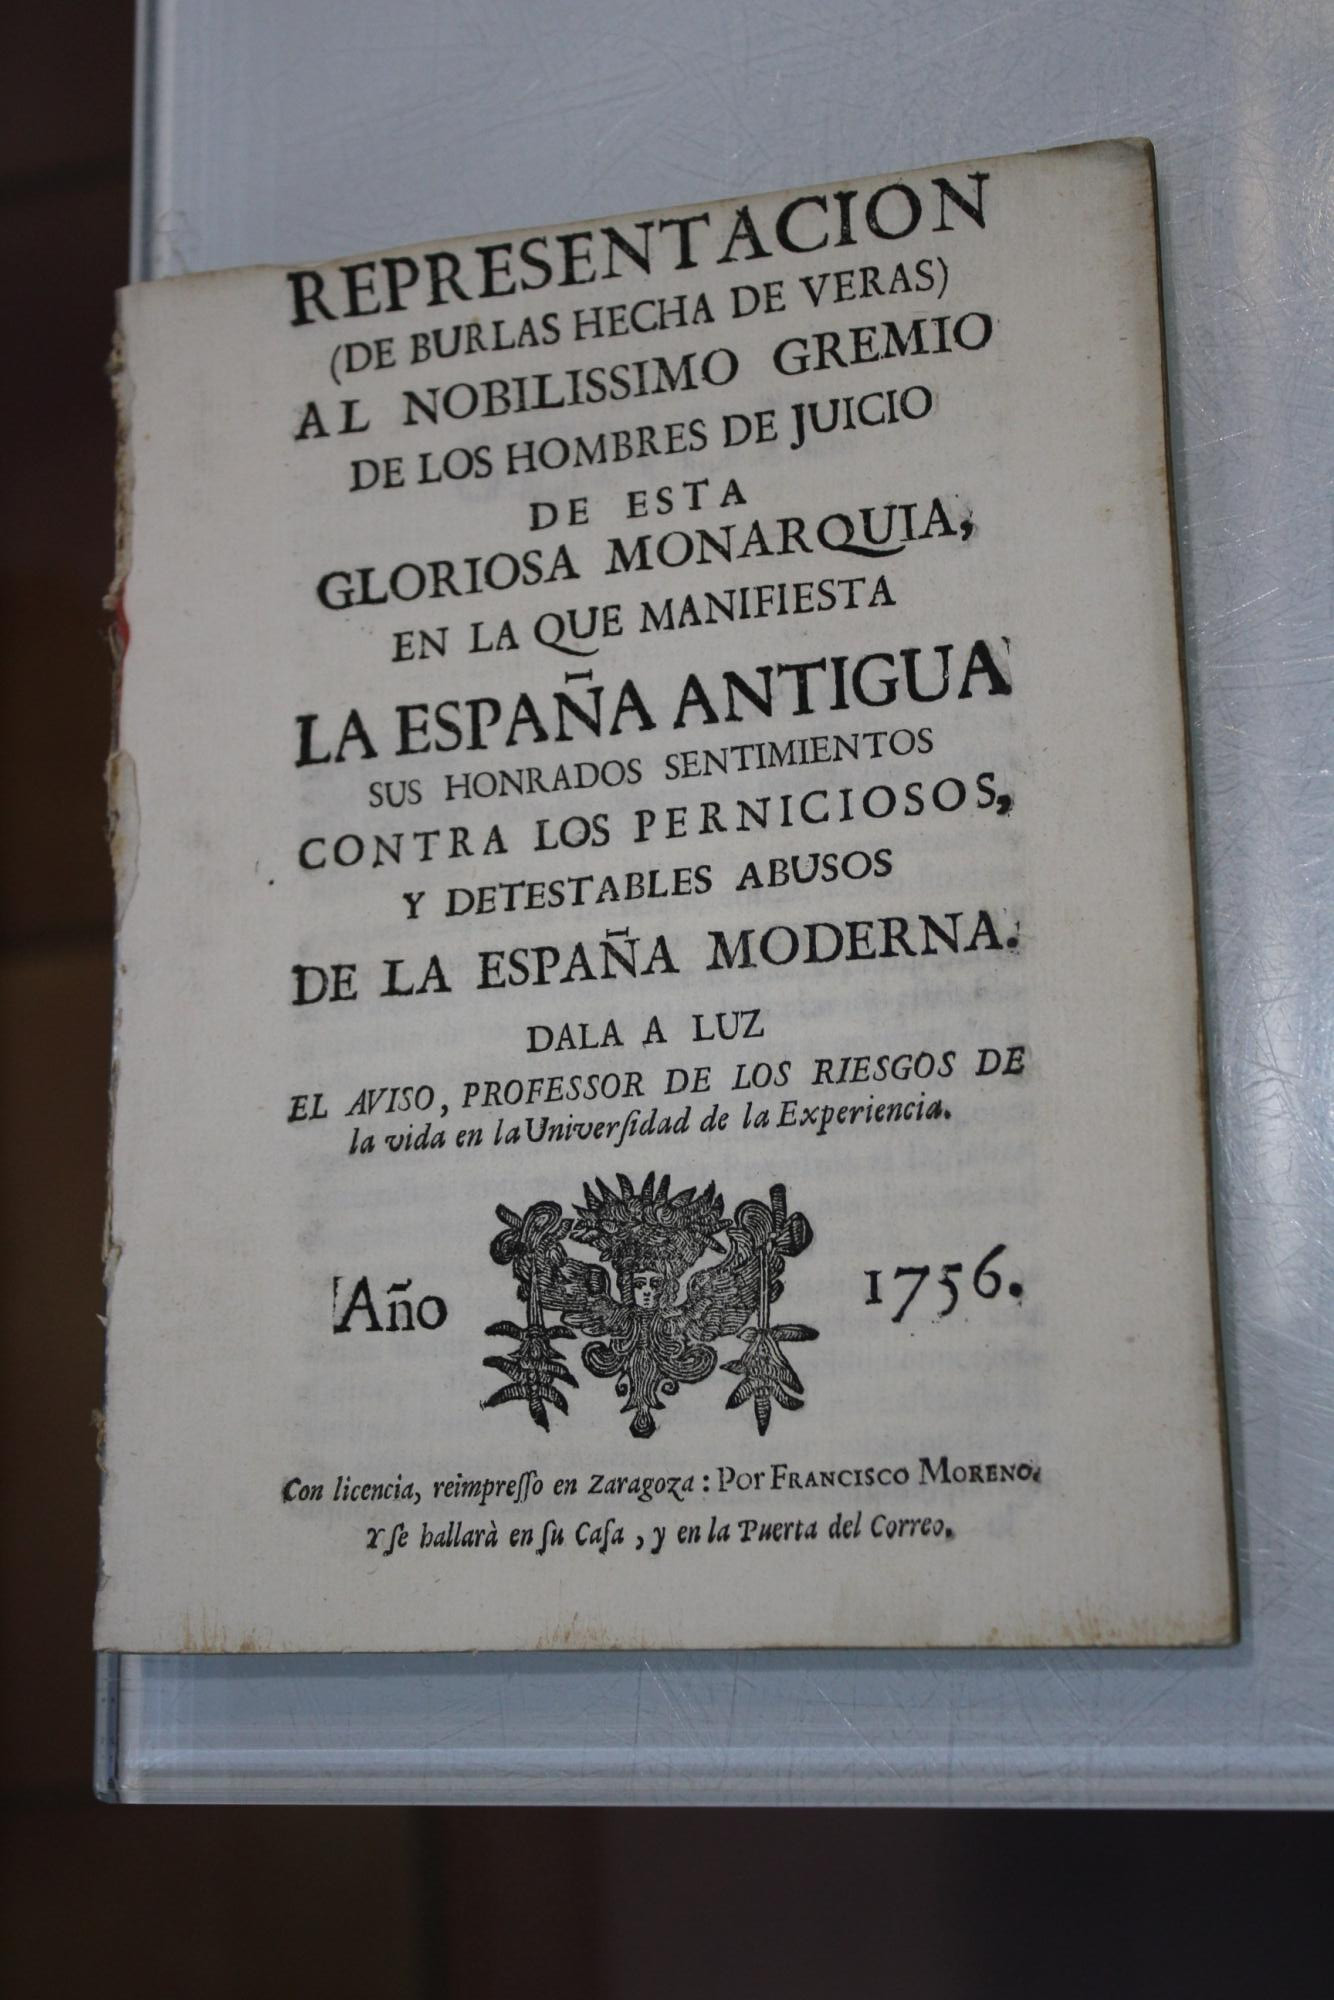 REPRESENTACION
(DE BURLAS HECHA DE VERAS)
AL NOBILISSIMO GREMIO
DE LOS HOMBRES DE JUICIO
DE ESTA
GLORIOSA MONARQUIA,
EN LA QUE MANIFIESTA
LA ESPAÑA ANTIGUA
SUS HONRADOS SENTIMIENTOS
CONTRA LOS PERNICIOSOS,
Y DETESTABLES ABUSOS
DE LA ESPAÑA MODERNA.
DALA A LUZ
EL AVISO, PROFESSOR DE LOS RIESGOS DE
la vida en la Univerſidad de la Experiencia.
Año 1756.
Con licencia, reimpreſſo en Zaragoza: Por FRANCISCO MORENO.
Y ſe hallarà en ſu Caſa, y en la Puerta del Correo.